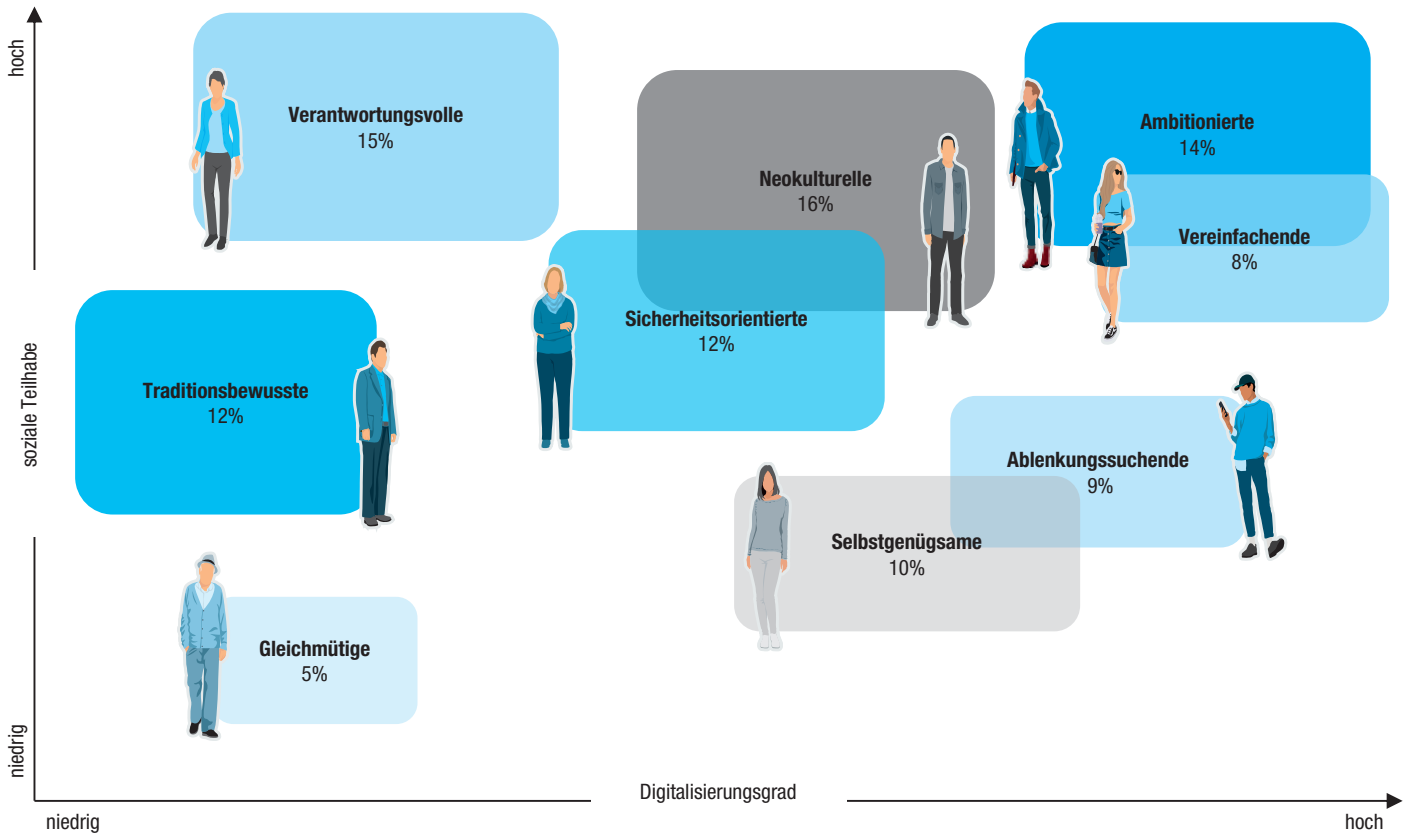 hoch
Verantwortungsvolle
15%
Ambitionierte
14%
Neokulturelle
16%
Vereinfachende
8%
Sicherheitsorientierte
12%
soziale Teilhabe
Traditionsbewusste
12%
Ablenkungssuchende
9%
Selbstgenügsame
10%
Gleichmütige
5%
niedrig
Digitalisierungsgrad
niedrig
hoch